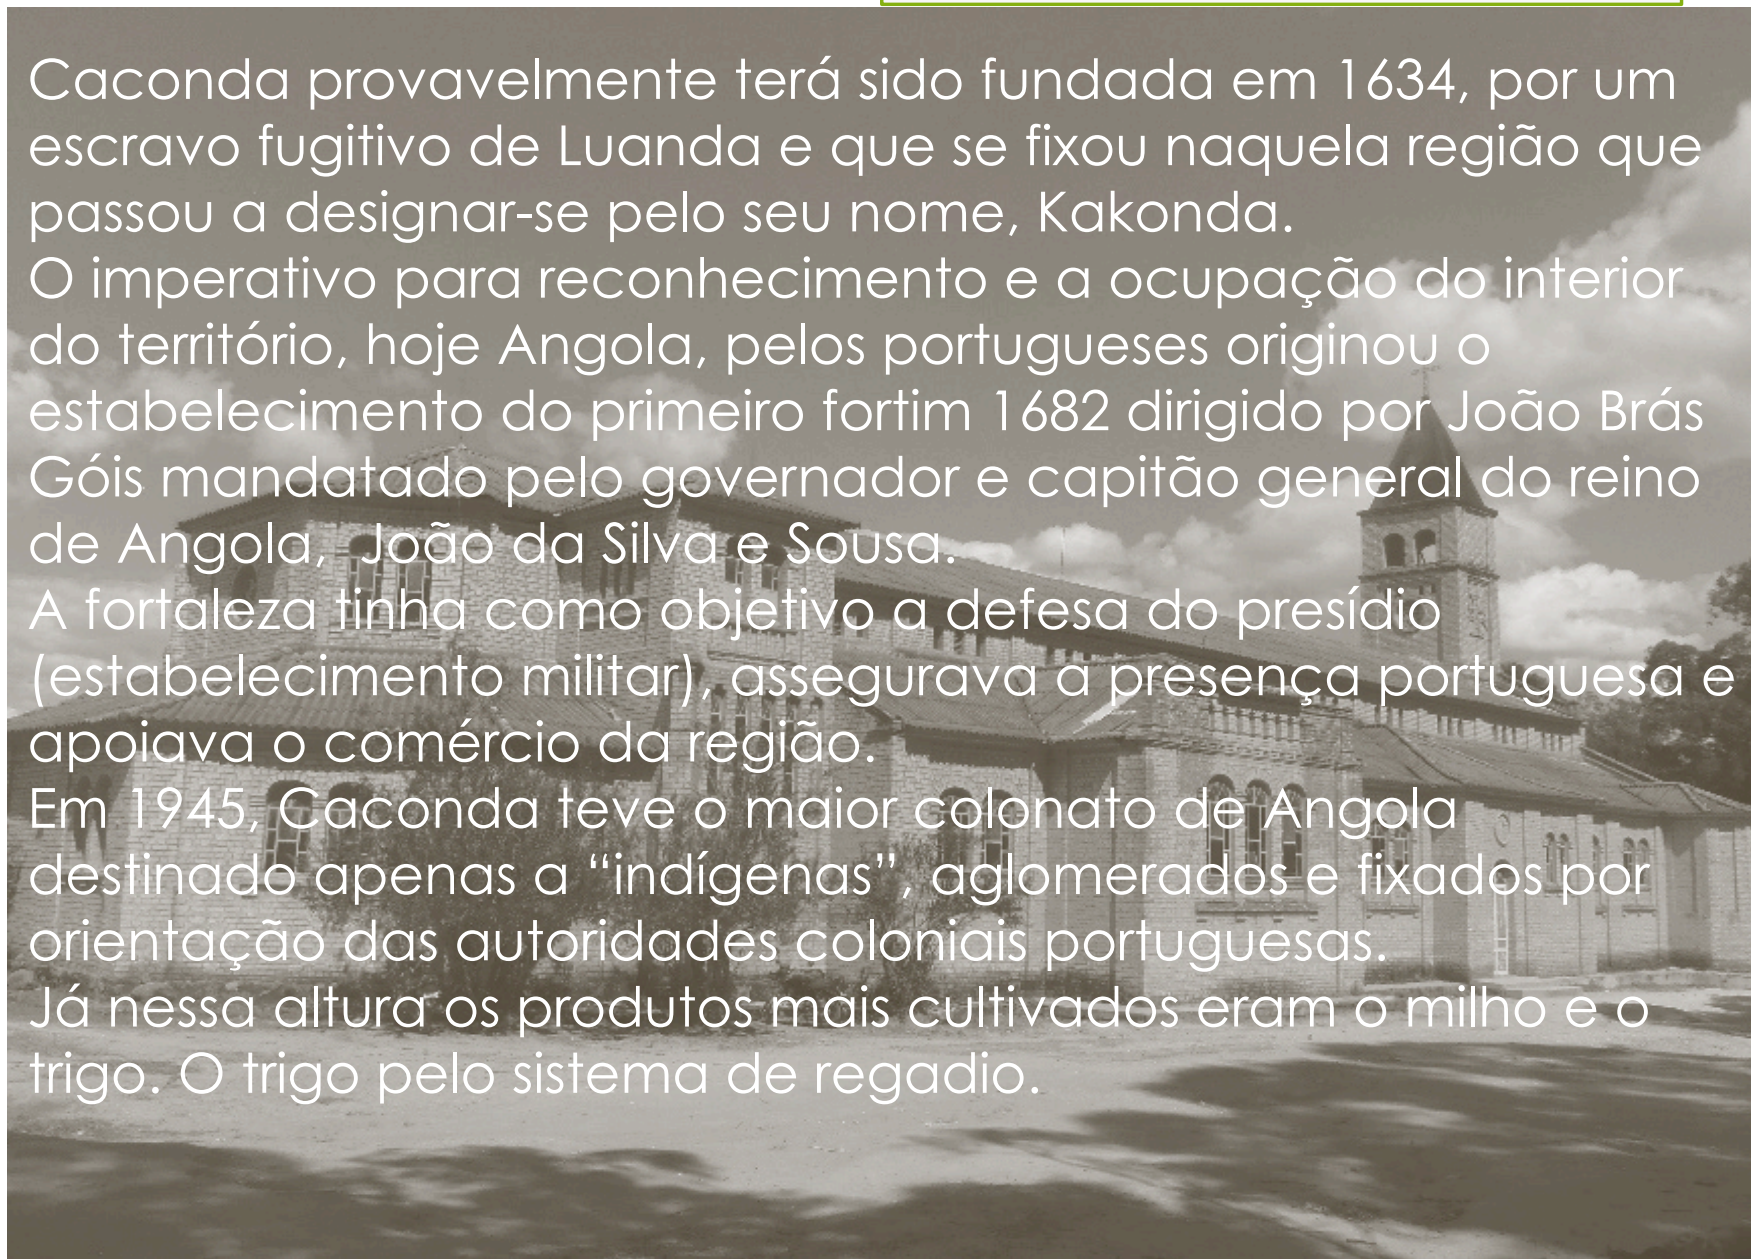 Caconda provavelmente terá sido fundada em 1634, por um
escravo fugitivo de Luanda e que se fixou naquela região que
passou a designar-se pelo seu nome, Kakonda.
O imperativo para reconhecimento e a ocupação do interior
do território, hoje Angola, pelos portugueses originou o
estabelecimento do primeiro fortim 1682 dirigido por João Brás
Góis mandatado pelo governador e capitão general do reino
de Angola,  João da Silva e Sousa.
A fortaleza tinha como objetivo a defesa do presídio
(estabelecimento militar), assegurava a presença portuguesa e
apoiava o comércio da região.
Em 1945, Caconda teve o maior colonato de Angola
destinado apenas a “indígenas”, aglomerados e fixados por
orientação das autoridades coloniais portuguesas.
Já nessa altura os produtos mais cultivados eram o milho e o
trigo. O trigo pelo sistema de regadio.